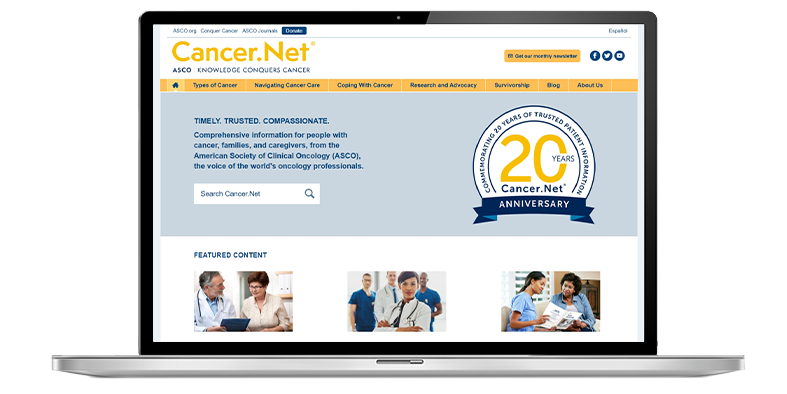 ASCO.org Conquer Cancer ASCO Journals Donate
Español
Cancer.Net®
ASCO KNOWLEDGE CONQUERS CANCER
Get our monthly newsletter
Types of Cancer Navigating Cancer Care Coping With Cancer Research and Advocacy Survivorship Blog About Us
TIMELY. TRUSTED. COMPASSIONATE.
Comprehensive information for people with
cancer, families, and caregivers, from the
American Society of Clinical Oncology (ASCO),
the voice of the world's oncology professionals.
Search Cancer.Net
COMMEMORATING 20 YEARS OF TRUSTED PATIENT INFORMATION
20 YEARS
Cancer.Net®
ANNIVERSARY
FEATURED CONTENT